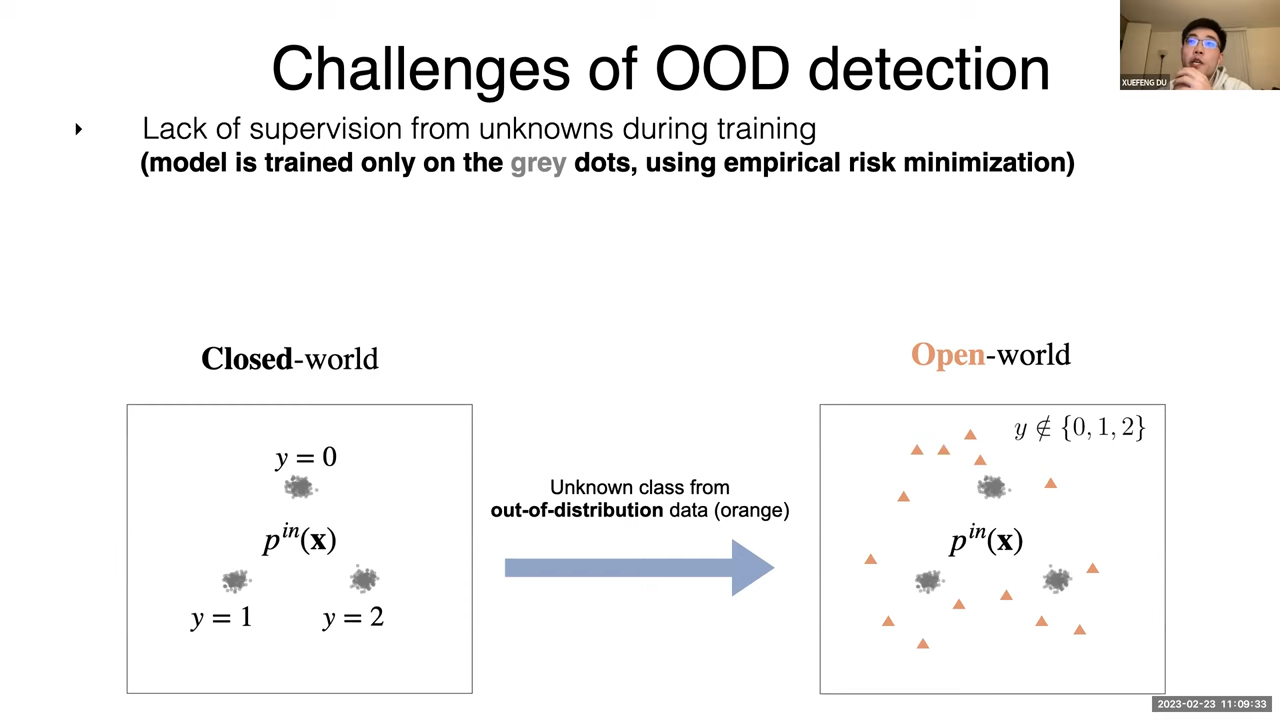 Challenges of OOD detection
XUEFENG DU
Lack of supervision from unknowns during training
(model is trained only on the grey dots, using empirical risk minimization)
Closed-world
Open-world
y = 0
p^{in}(x)
y = 1
y = 2
Unknown class from
out-of-distribution data (orange)
y ∉ {0, 1, 2}
p^{in}(x)
2023-02-23 11:09:33